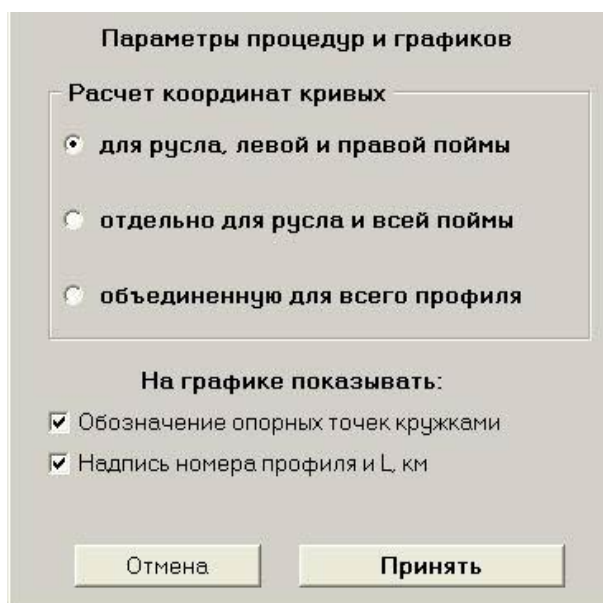 Параметры процедур и графиков
Расчет координат кривых
для русла, левой и правой поймы
отдельно для русла и всей поймы
объединенную для всего профиля
На графике показывать:
Обозначение опорных точек кружками
Надпись номера профиля и L, км
Отмена
Принять